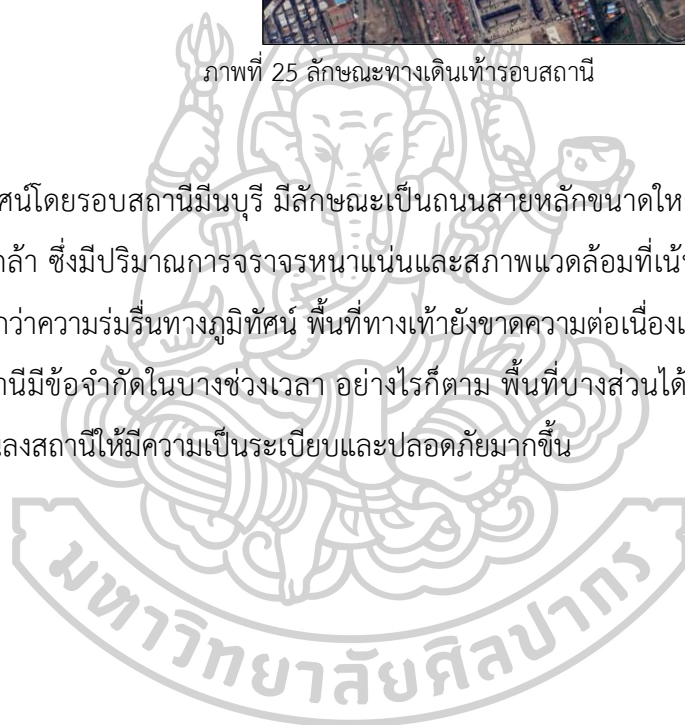 ภาพที่ 25 ลักษณะทางเดินเท้ารอบสถานี
ศน์โดยรอบสถานีมีนบุรี มีลักษณะเป็นถนนสายหลักขนาดให
กล้า ซึ่งมีปริมาณการจราจรหนาแน่นและสภาพแวดล้อมที่เน้
กว่าความร่มรื่นทางภูมิทัศน์ พื้นที่ทางเท้ายังขาดความต่อเนื่อง
านีมีข้อจำกัดในบางช่วงเวลา อย่างไรก็ตาม พื้นที่บางส่วนได้
ลงสถานีให้มีความเป็นระเบียบและปลอดภัยมากขึ้น
มหาวิทยาลัยศิลปากร